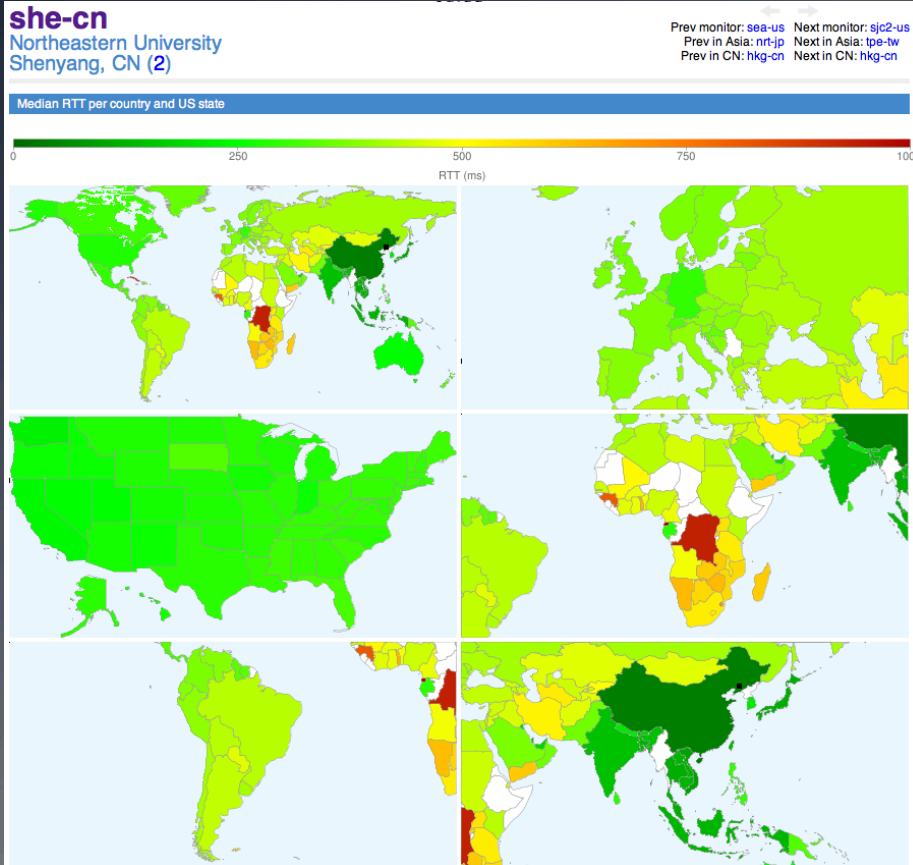 she-cn
Northeastern University
Shenyang, CN (2)
Prev monitor: sea-us Next monitor: sjc2-us
Prev in Asia: nrt-jp Next in Asia: tpe-tw
Prev in CN: hkg-cn Next in CN: hkg-cn
Median RTT per country and US state
0 250 500 750 100
RTT (ms)